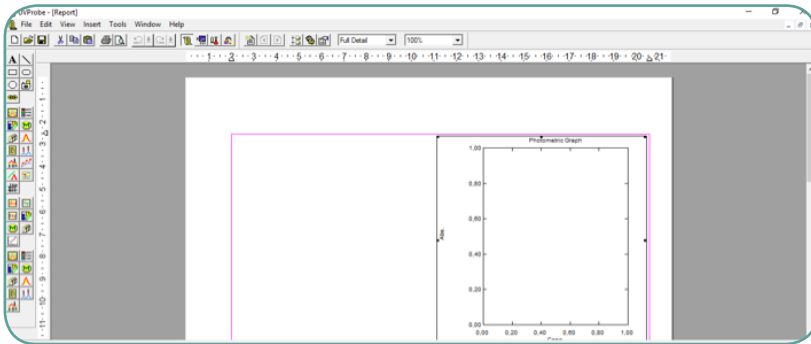 UVProbe - [Report]
File Edit View Insert Tools Window Help
Full Detail 100%
1 2 3 4 5 6 7 8 9 10 11 12 13 14 15 16 17 18 19 20 21
A
Photometric Graph
1,00
0,80
0,60
Abs.
0,40
0,20
0,00
0,00 0,20 0,40 0,60 0,80 1,00
Conc